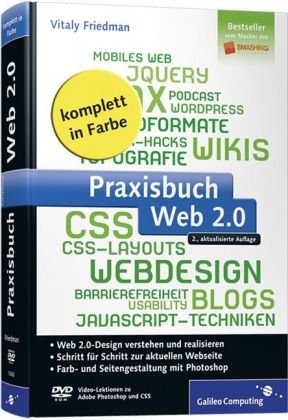 Vitaly Friedman
Bestseller
vom Macher des
SMASHING
MOBILES WEB
JQUERY
komplett
in Farbe
PODCAST
WORDPRESS
WIKIS
Praxisbuch
Web 2.0
2., aktualisierte Auflage
CSS
CSS-LAYOUTS
WEBDESIGN
BARRIEREFREIHEIT
USABILITY
BLOGS
JAVASCRIPT-TECHNIKEN
• Web 2.0-Design verstehen und realisieren
• Schritt für Schritt zur aktuellen Webseite
• Farb- und Seitengestaltung mit Photoshop
DVD
ROM
Video-Lektionen zu
Adobe Photoshop und CSS
Galileo Computing
Praxisbuch Web 2.0
Friedman